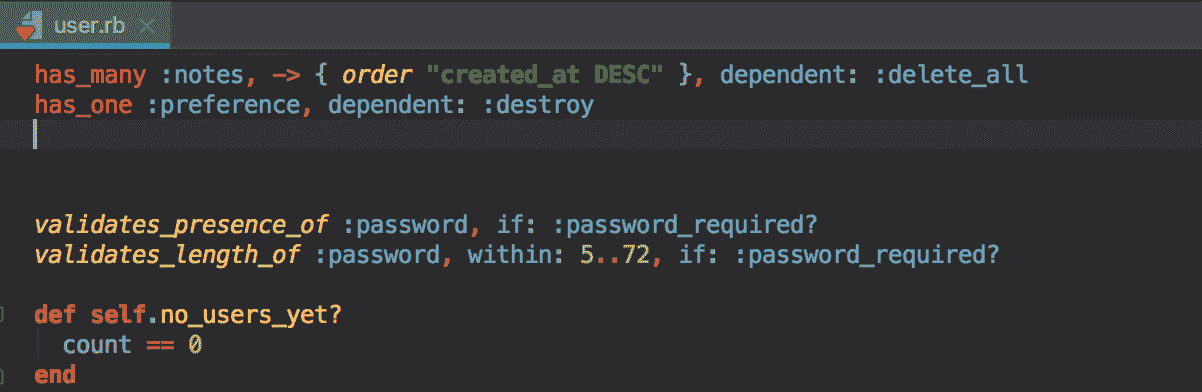 user.rb
has_many :notes, -> { order "created_at DESC" }, dependent: :delete_all
has_one :preference, dependent: :destroy
validates_presence_of :password, if: :password_required?
validates_length_of :password, within: 5..72, if: :password_required?
def self.no_users_yet?
  count == 0
end